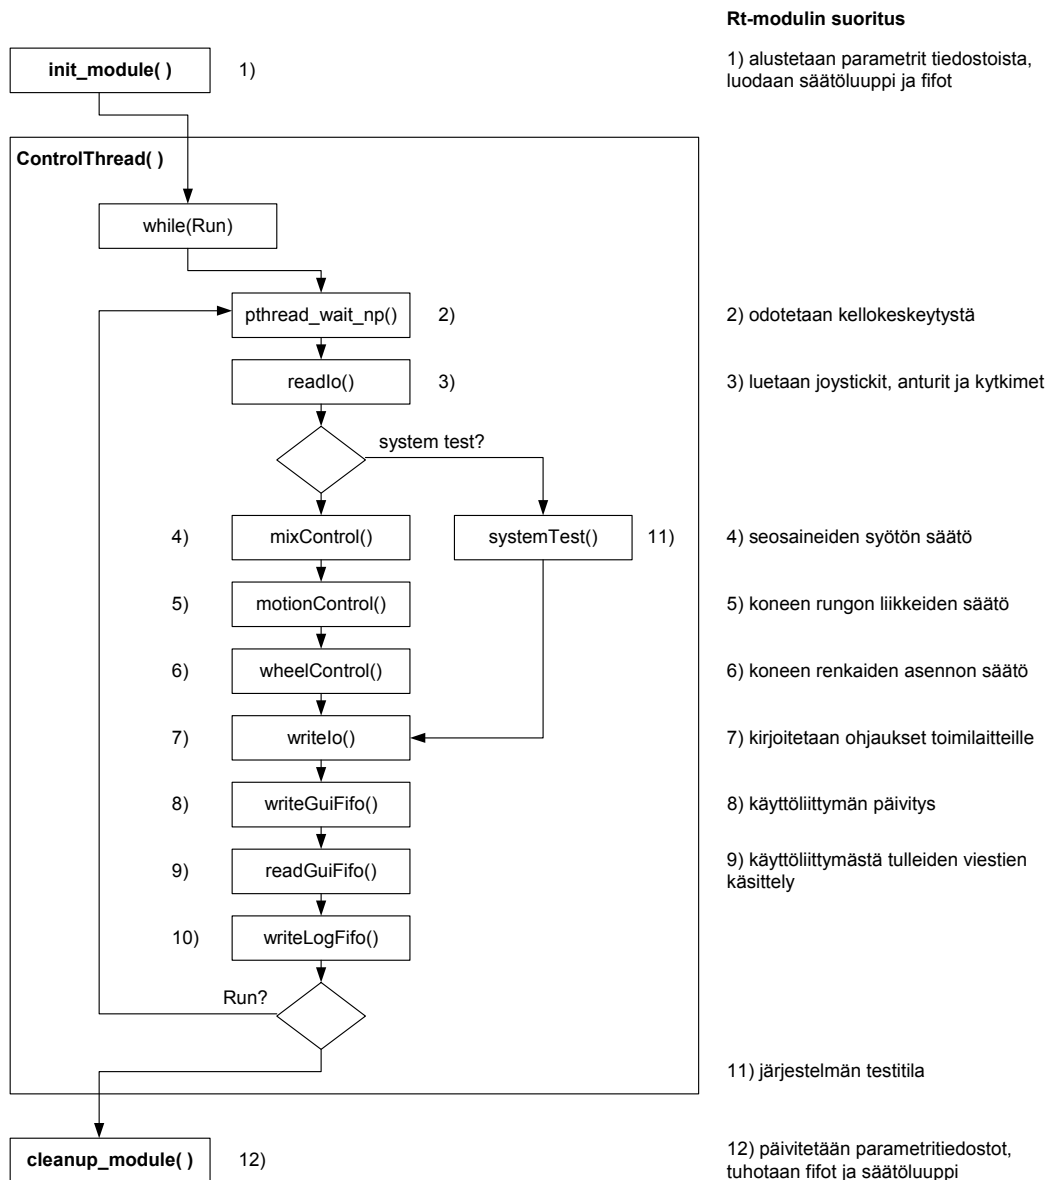 Rt-modulin suoritus
init_module( )
1)
1) alustetaan parametrit tiedostoista,
luodaan säätöluuppi ja fifot
ControlThread( )
while(Run)
pthread_wait_np()
2)
2) odotetaan kellokeskeytystä
readIo()
3)
3) luetaan joystickit, anturit ja kytkimet
system test?
4)
mixControl()
systemTest()
11)
4) seosaineiden syötön säätö
5)
motionControl()
5) koneen rungon liikkeiden säätö
6)
wheelControl()
6) koneen renkaiden asennon säätö
7)
writeIo()
7) kirjoitetaan ohjaukset toimilaitteille
8)
writeGuiFifo()
8) käyttöliittymän päivitys
9)
readGuiFifo()
9) käyttöliittymästä tulleiden viestien
käsittely
10)
writeLogFifo()
Run?
11) järjestelmän testitila
cleanup_module( )
12)
12) päivitetään parametritiedostot,
tuhotaan fifot ja säätöluuppi